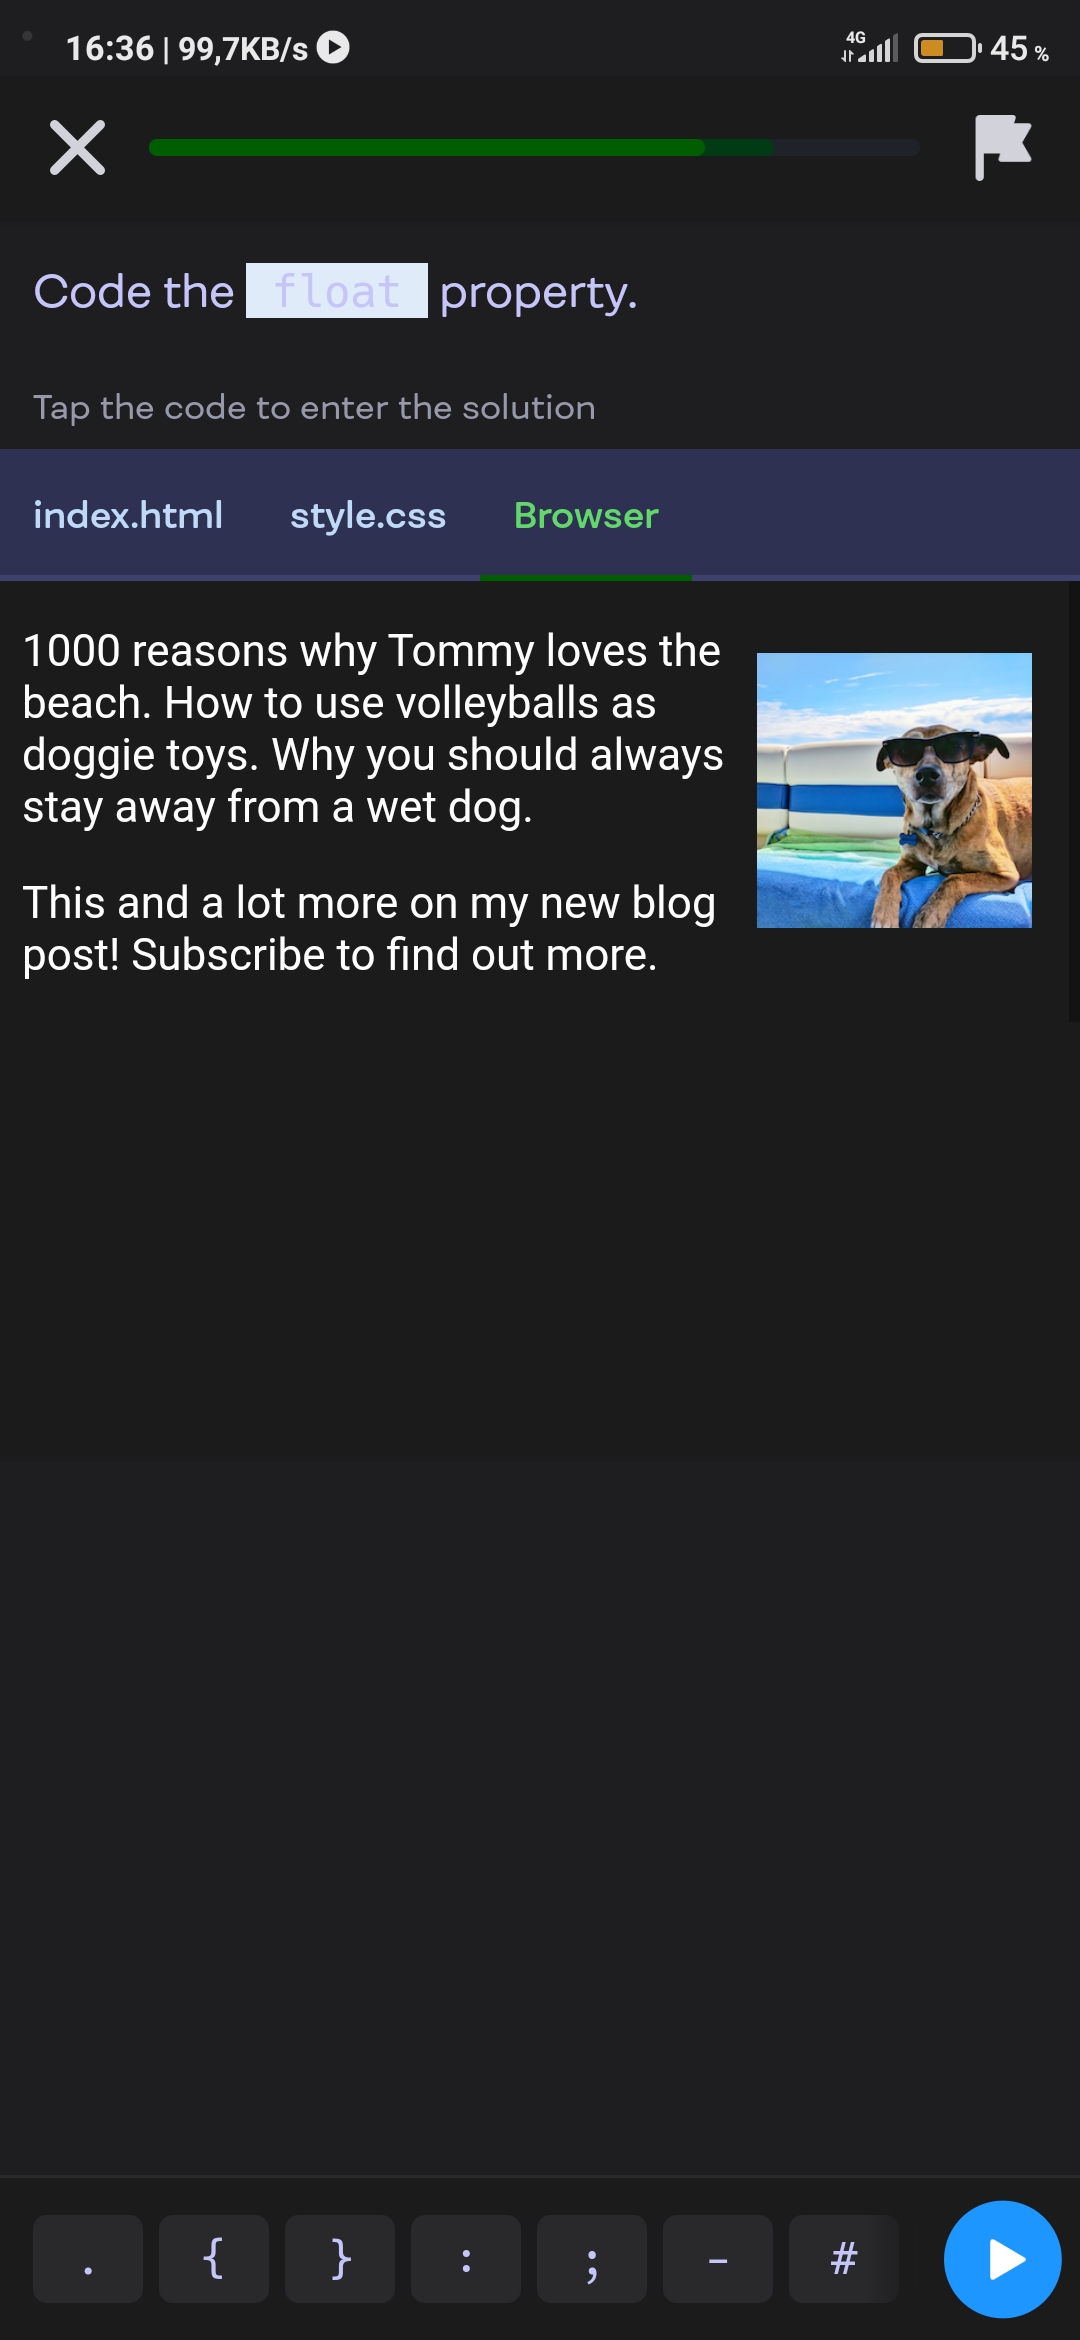 16:36 | 99,7KB/s 4G 45 %
Code the float property.
Tap the code to enter the solution
index.html style.css Browser
1000 reasons why Tommy loves the
beach. How to use volleyballs as
doggie toys. Why you should always
stay away from a wet dog.
This and a lot more on my new blog
post! Subscribe to find out more.
. { } : ; - #